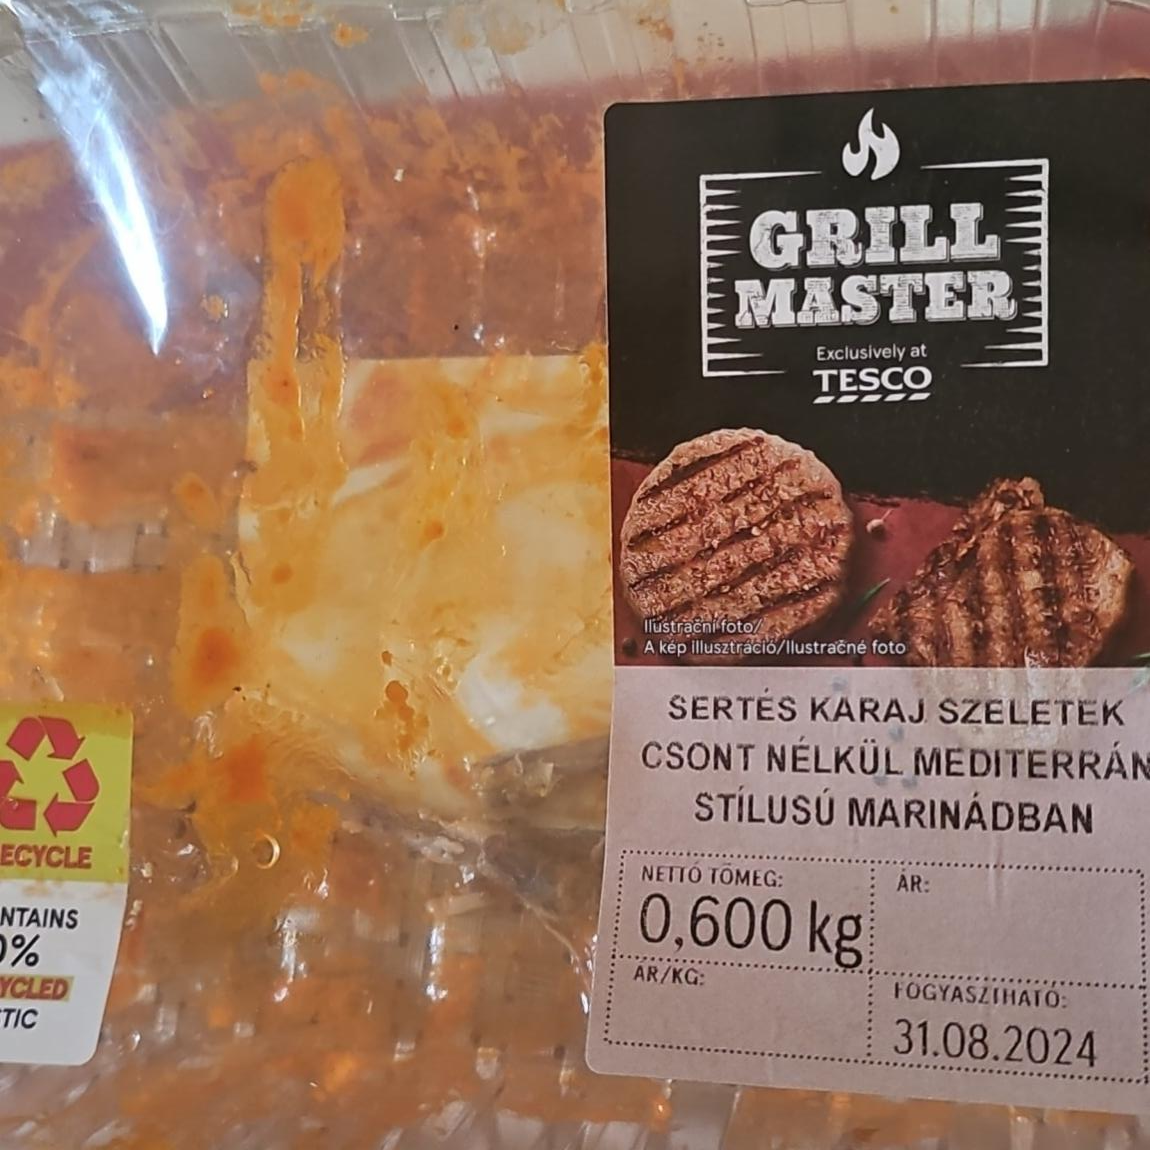 GRILL
MASTER
Exclusively at
TESCO
Ilustrační foto/
A kép illusztráció/Ilustračné foto
SERTÉS KARAJ SZELETEK
CSONT NÉLKÜL MEDITERRÁN
STÍLUSÚ MARINÁDBAN
NETTÓ TÖMEG:
0,600 kg
ÁR:
ÁR/KG:
FOGYASZTHATÓ:
31.08.2024
ECYCLE
NTAINS
0%
YCLED
TIC